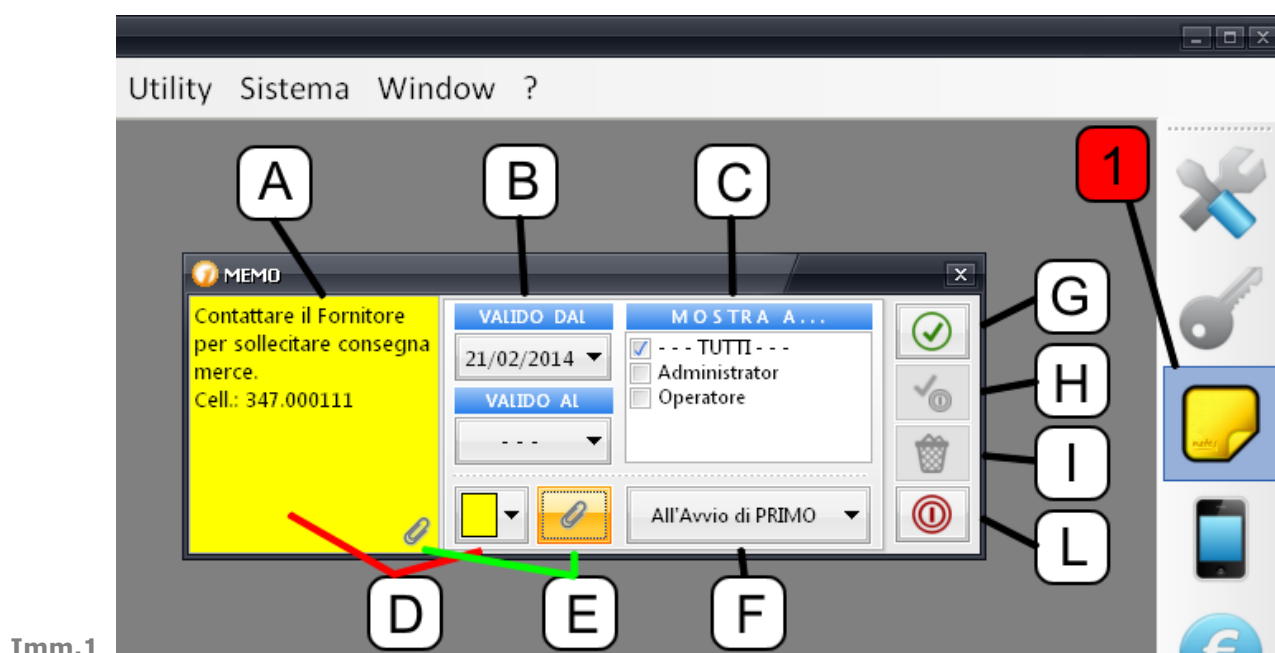 Utility Sistema Window ?
1
A B C
MEMO
Contattare il Fornitore
per sollecitare consegna
merce.
Cell.: 347.000111
VALIDO DAL
21/02/2014
VALIDO AL
- - -
MOSTRA A...
- - - TUTTI - - -
Administrator
Operatore
All'Avvio di PRIMO
G
H
I
L
notes
D E F
Imm.1
€